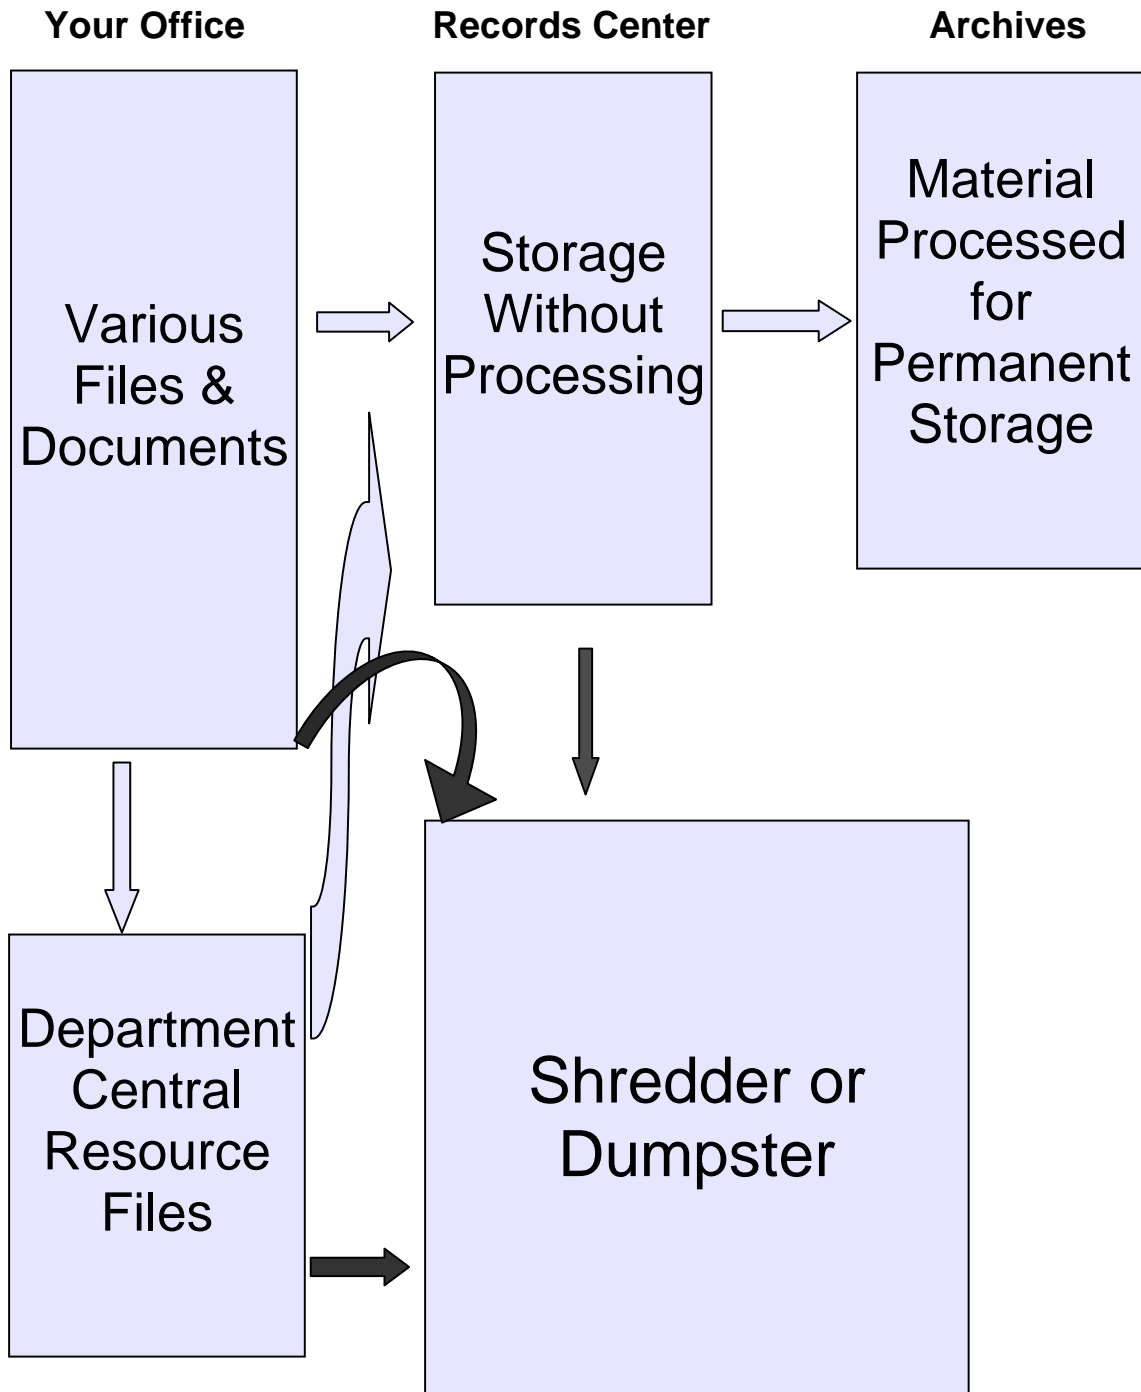 Your Office
Records Center
Archives
Various
Files &
Documents
Storage
Without
Processing
Material
Processed
for
Permanent
Storage
Department
Central
Resource
Files
Shredder or
Dumpster